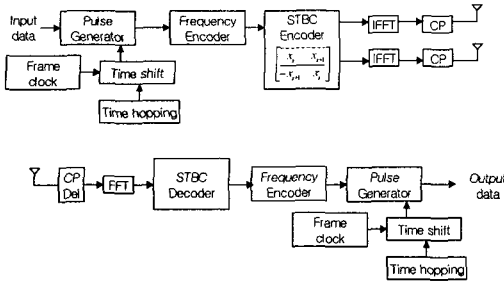 Input data
Pulse Generator
Frequency Encoder
STBC Encoder
IFFT
CP
IFFT
CP
Frame clock
Time shift
Time hopping
CP Del
FFT
STBC Decoder
Frequency Encoder
Pulse Generator
Output data
Frame clock
Time shift
Time hopping